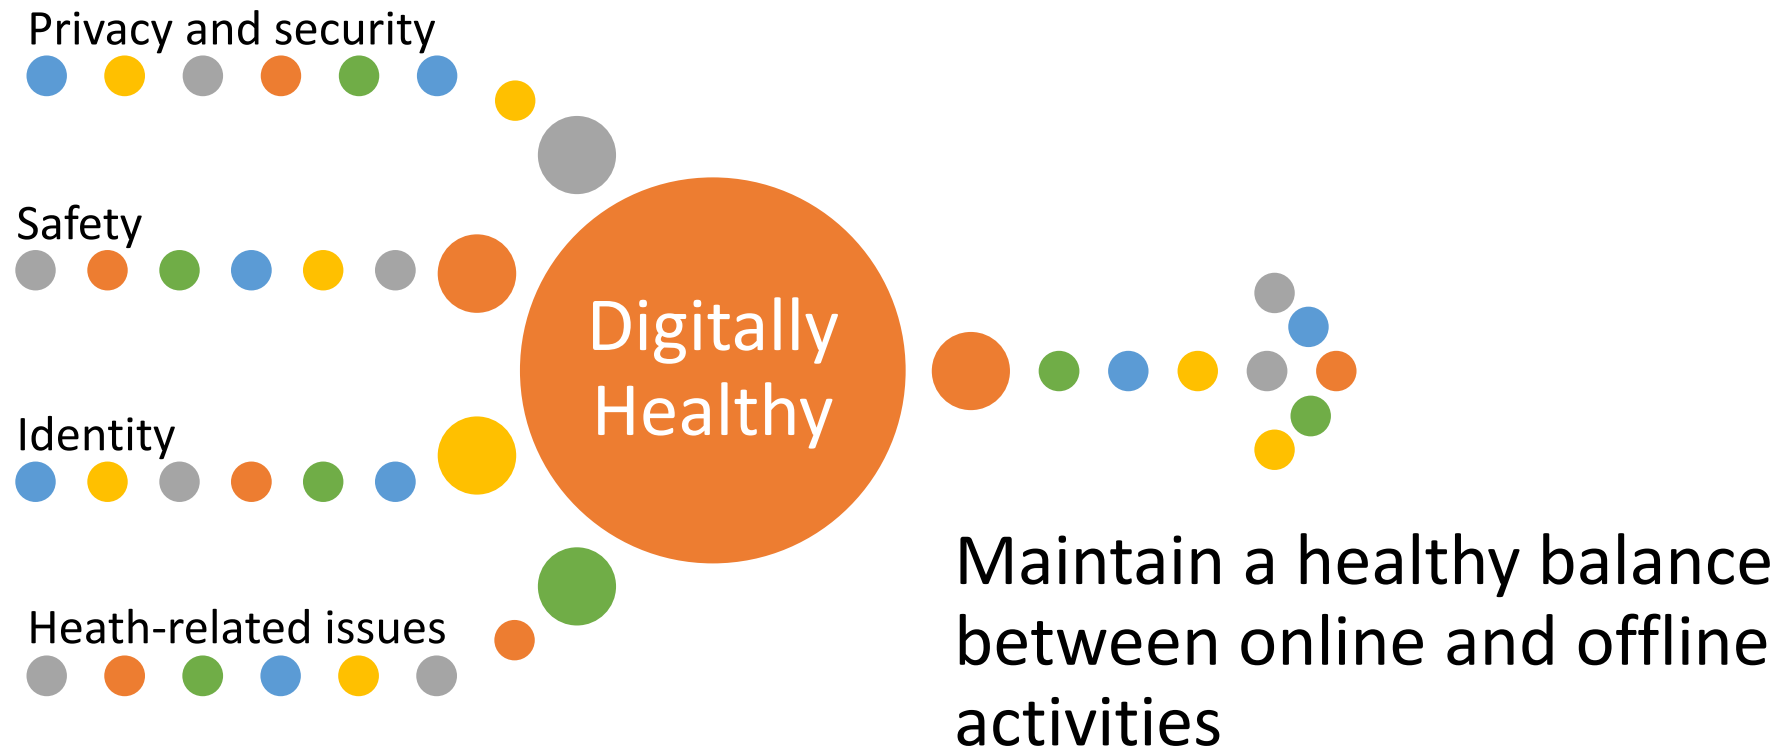 Privacy and security
Safety
Identity
Heath-related issues
Digitally
Healthy
Maintain a healthy balance
between online and offline
activities